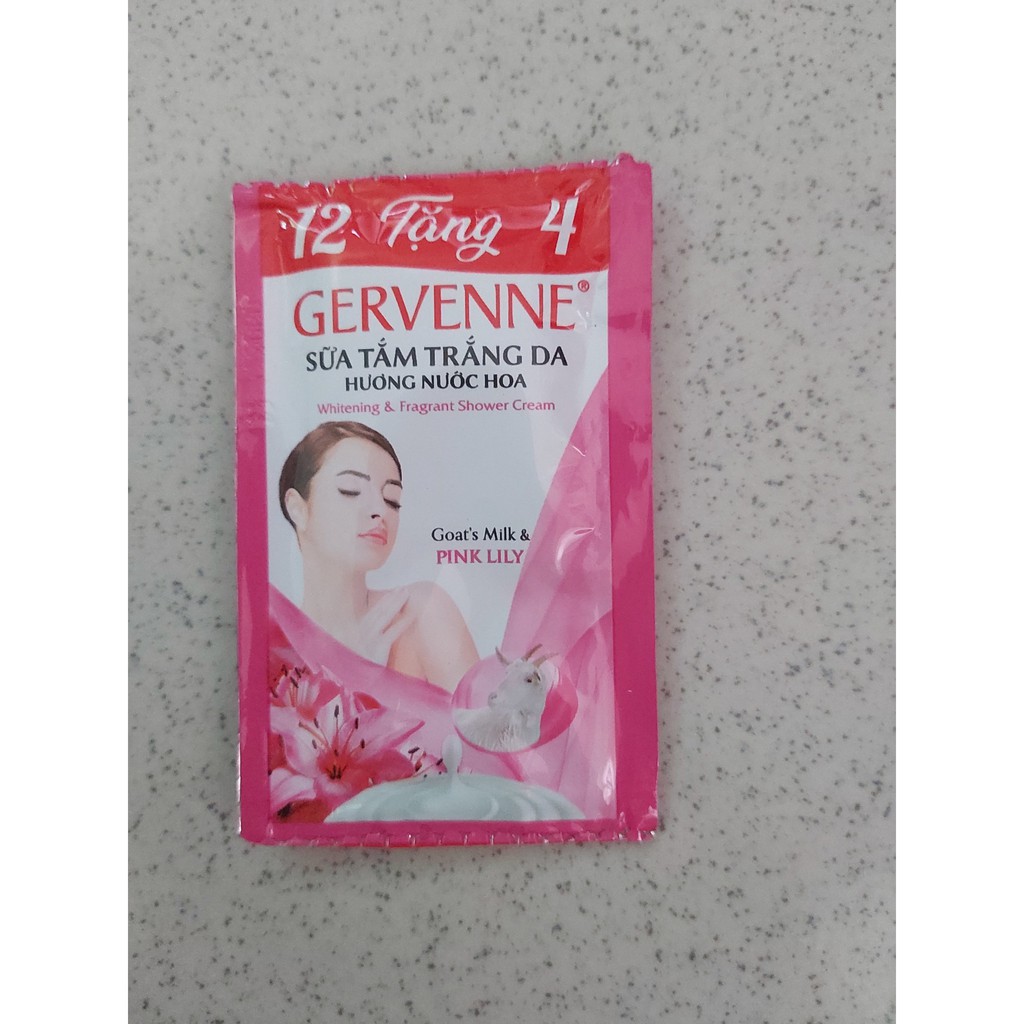 12 Tặng 4
GERVENNE®
SỮA TẮM TRẮNG DA
HƯƠNG NƯỚC HOA
Whitening & Fragrant Shower Cream
Goat's Milk &
PINK LILY